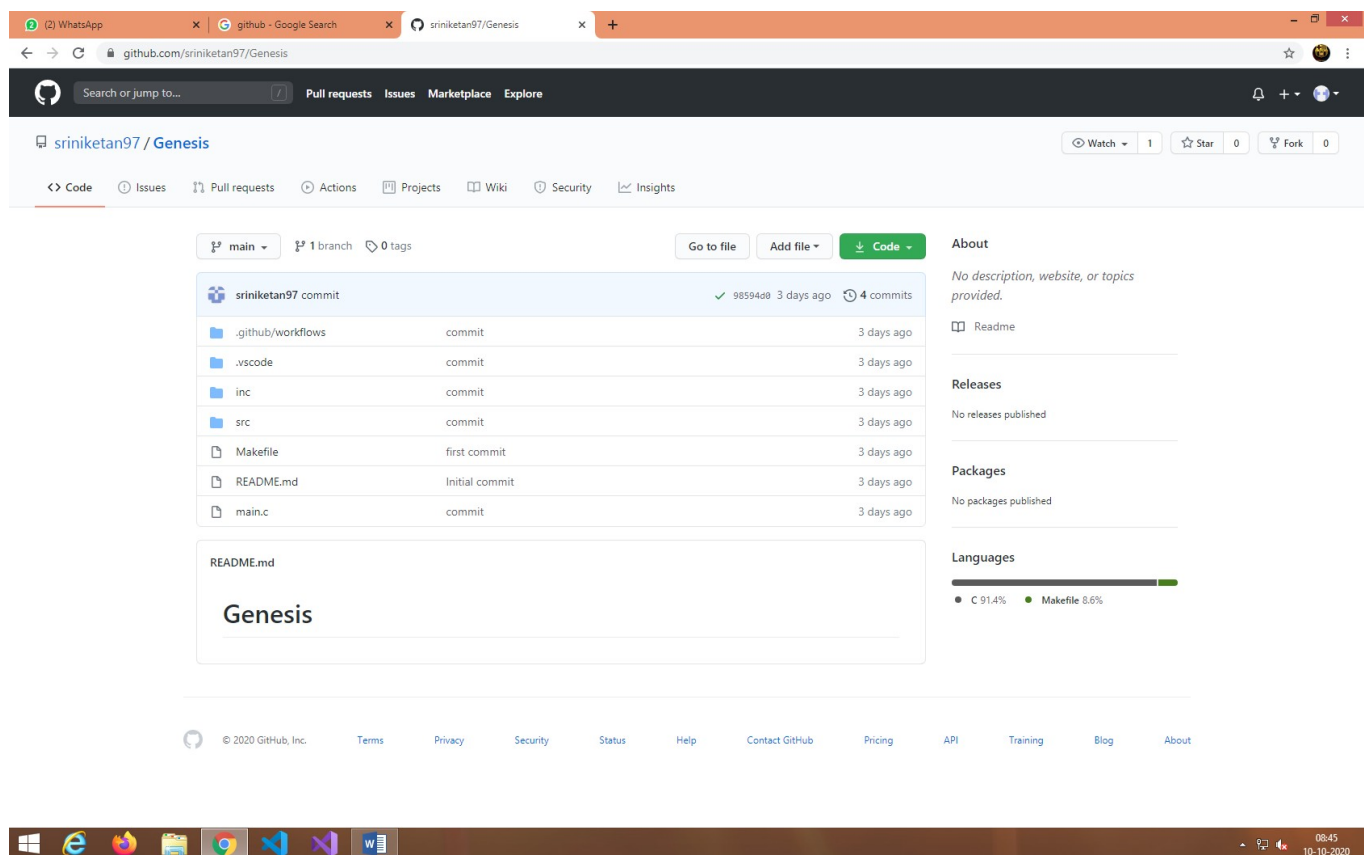 (2) WhatsApp github - Google Search sriniketan97/Genesis
github.com/sriniketan97/Genesis
Search or jump to... / Pull requests Issues Marketplace Explore
sriniketan97 / Genesis Watch 1 Star 0 Fork 0
<> Code Issues Pull requests Actions Projects Wiki Security Insights
main 1 branch 0 tags Go to file Add file Code About
No description, website, or topics
provided.
sriniketan97 commit 98594d0 3 days ago 4 commits
.github/workflows commit 3 days ago Readme
.vscode commit 3 days ago
inc commit 3 days ago Releases
src commit 3 days ago No releases published
Makefile first commit 3 days ago
README.md Initial commit 3 days ago Packages
main.c commit 3 days ago No packages published
README.md Languages
C 91.4% Makefile 8.6%
Genesis
© 2020 GitHub, Inc. Terms Privacy Security Status Help Contact GitHub Pricing API Training Blog About
08:45
10-10-2020